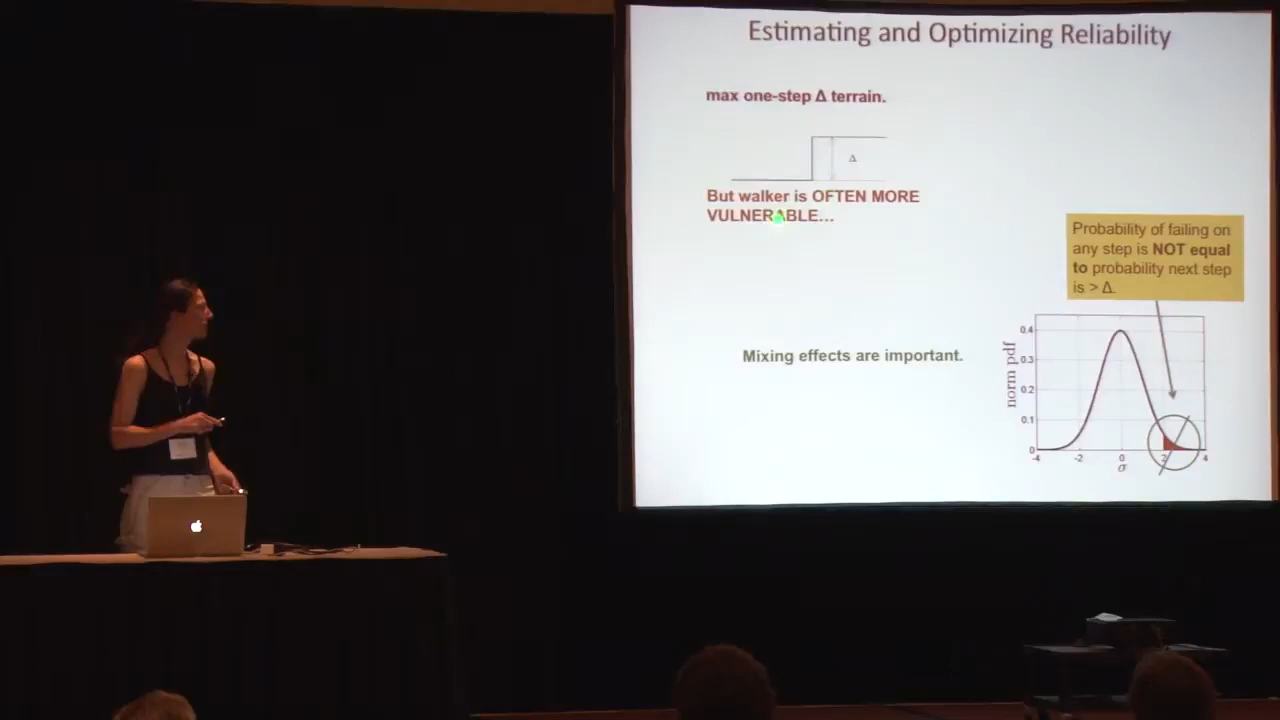 Estimating and Optimizing Reliability
max one-step Δ terrain.
Δ
But walker is OFTEN MORE
VULNERABLE...
Probability of failing on
any step is NOT equal
to probability next step
is > Δ.
Mixing effects are important.
norm pdf
0.4
0.3
0.2
0.1
0
-4 -2 0 2 4
σ